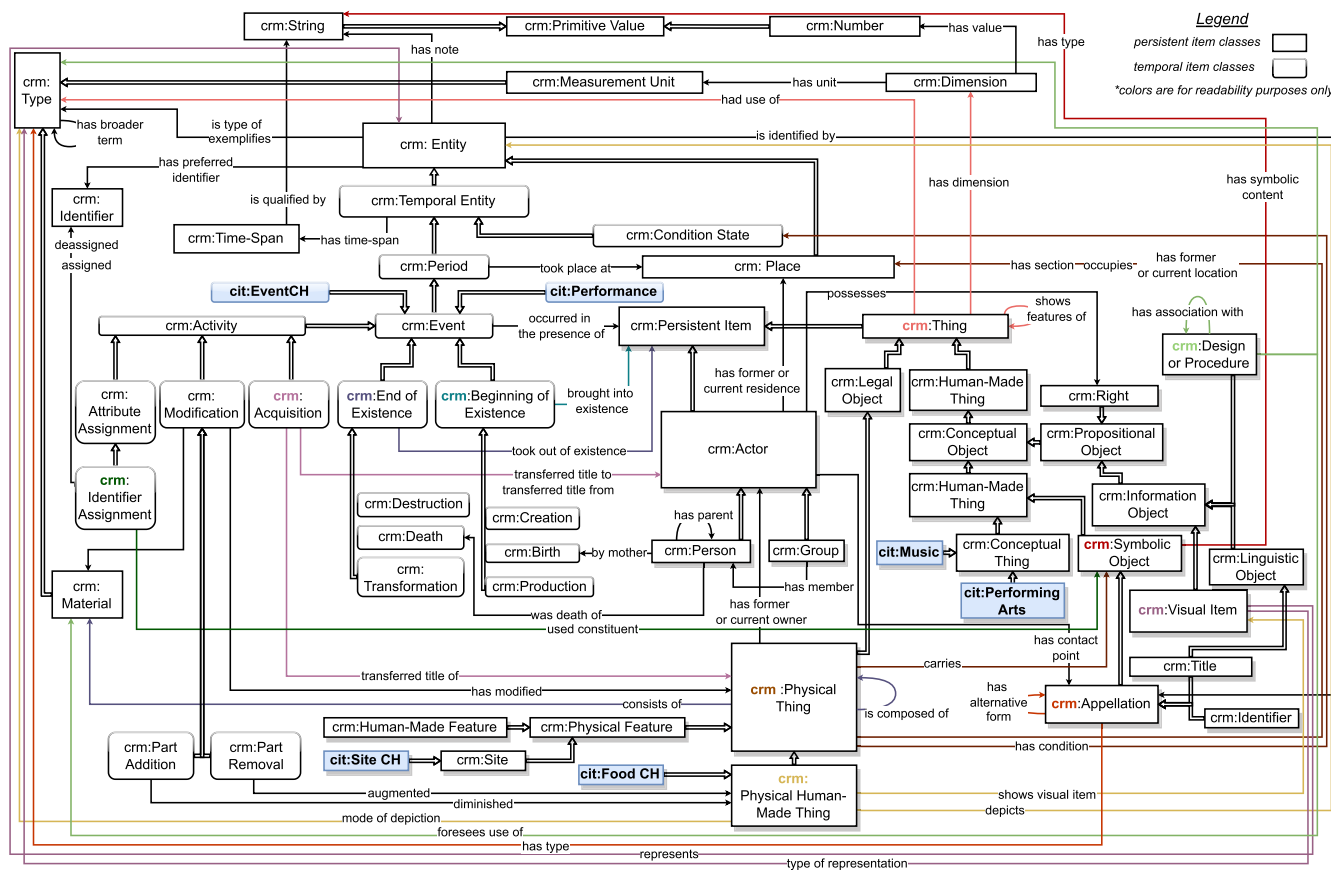 crm:String
crm:Primitive Value
crm:Number
has value
has type
Legend
persistent item classes
temporal item classes
*colors are for readability purposes only
has note
crm:
Type
crm:Measurement Unit
has unit
crm:Dimension
had use of
has broader
term
is type of
exemplifies
crm: Entity
is identified by
has preferred
identifier
crm:
Identifier
is qualified by
crm:Temporal Entity
has dimension
has symbolic
content
deassigned
assigned
crm:Time-Span
has time-span
crm:Condition State
crm:Period
took place at
crm: Place
has section
occupies
has former
or current location
cit:EventCH
cit:Performance
possesses
shows
features of
has association with
crm:Activity
crm:Event
occurred in
the presence of
crm:Persistent Item
crm:Thing
crm:Design
or Procedure
crm:
Attribute
Assignment
crm:
Modification
crm:
Acquisition
crm:End of
Existence
crm:Beginning of
Existence
brought into
existence
has former or
current residence
crm:Legal
Object
crm:Human-Made
Thing
crm:Right
crm:Actor
crm:Conceptual
Object
crm:Propositional
Object
took out of existence
crm:
Identifier
Assignment
transferred title to
transferred title from
crm:Human-Made
Thing
crm:Information
Object
crm:Destruction
crm:Creation
has parent
crm:Death
crm:Birth
by mother
crm:Person
crm:Group
cit:Music
crm:Conceptual
Thing
crm:Symbolic
Object
crm:Linguistic
Object
crm:
Transformation
crm:Production
has member
cit:Performing
Arts
crm:
Material
was death of
has former
or current owner
crm:Visual Item
used constituent
has contact
point
transferred title of
carries
crm:Title
has modified
crm :Physical
Thing
consists of
is composed of
has
alternative
form
crm:Appellation
crm:Identifier
crm:Human-Made Feature
crm:Physical Feature
has condition
crm:Part
Addition
crm:Part
Removal
cit:Site CH
crm:Site
cit:Food CH
crm:
Physical Human-
Made Thing
augmented
diminished
shows visual item
depicts
mode of depiction
foresees use of
has type
represents
type of representation